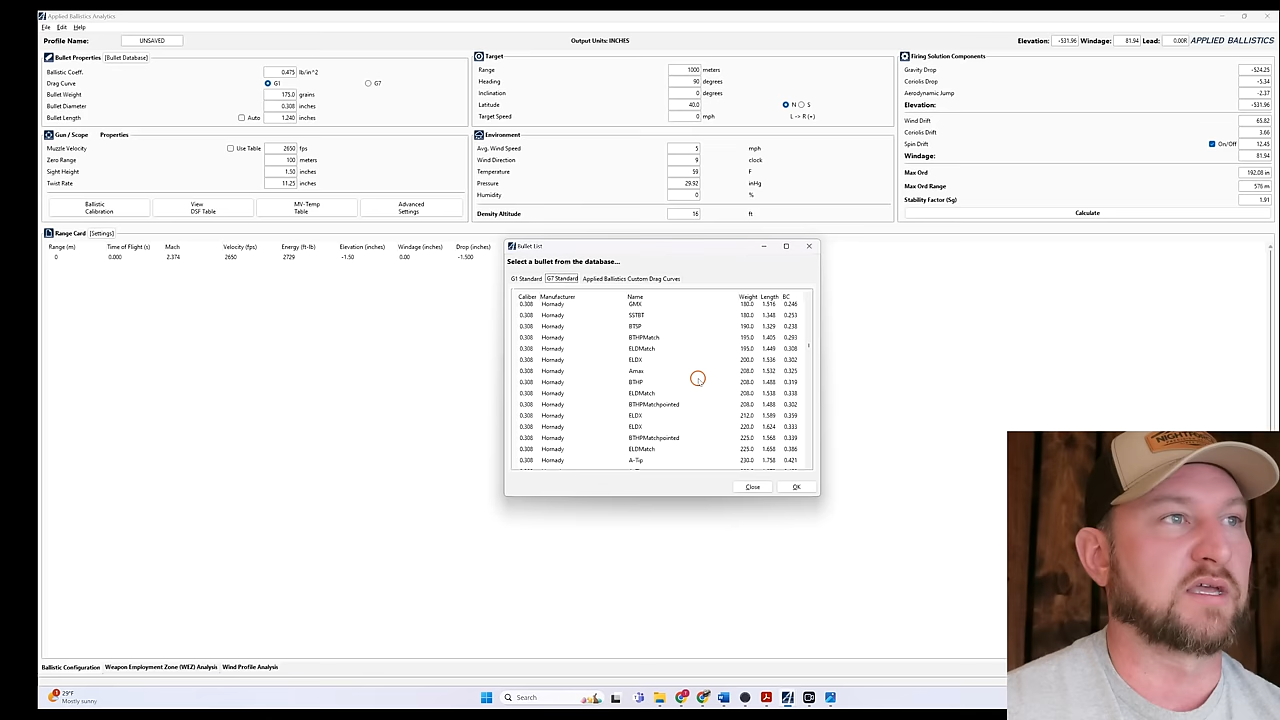 Applied Ballistics Analytics
File Edit Help
Profile Name: UNSAVED Output Units: INCHES Elevation: -531.96 Windage: 81.94 Lead: 0.00R APPLIED BALLISTICS
Bullet Properties [Bullet Database]
Ballistic Coeff. 0.475 lb/in^2
Drag Curve G1 G7
Bullet Weight 175.0 grains
Bullet Diameter 0.308 inches
Bullet Length Auto 1.240 inches
Gun / Scope Properties
Muzzle Velocity Use Table 2650 fps
Zero Range 100 meters
Sight Height 1.50 inches
Twist Rate 11.25 inches
Ballistic Calibration
View DSF Table
MV-Temp Table
Advanced Settings
Target
Range 1000 meters
Heading 90 degrees
Inclination 0 degrees
Latitude 40.0 N S
Target Speed 0 mph L -> R (+)
Environment
Avg. Wind Speed 5 mph
Wind Direction 9 clock
Temperature 59 F
Pressure 29.92 inHg
Humidity 0 %
Density Altitude 16 ft
Firing Solution Components
Gravity Drop -524.25
Coriolis Drop -5.34
Aerodynamic Jump -2.37
Elevation: -531.96
Wind Drift 65.82
Coriolis Drift 3.66
Spin Drift On/Off 12.45
Windage: 81.94
Max Ord 192.08 in
Max Ord Range 576 m
Stability Factor (Sg) 1.91
Calculate
Range Card [Settings]
Range (m) Time of Flight (s) Mach Velocity (fps) Energy (ft-lb) Elevation (inches) Windage (inches) Drop (inches)
0 0.000 2.374 2650 2729 -1.50 0.00 -1.500
Bullet List
Select a bullet from the database...
G1 Standard G7 Standard Applied Ballistics Custom Drag Curves
Caliber Manufacturer Name Weight Length BC
0.308 Hornady GMX 180.0 1.516 0.246
0.308 Hornady SSTBT 180.0 1.348 0.253
0.308 Hornady BTSP 190.0 1.329 0.238
0.308 Hornady BTHPMatch 195.0 1.405 0.293
0.308 Hornady ELDMatch 195.0 1.449 0.308
0.308 Hornady ELDX 200.0 1.536 0.302
0.308 Hornady Amax 208.0 1.532 0.325
0.308 Hornady BTHP 208.0 1.488 0.319
0.308 Hornady ELDMatch 208.0 1.538 0.338
0.308 Hornady BTHPMatchpointed 208.0 1.488 0.302
0.308 Hornady ELDX 212.0 1.589 0.359
0.308 Hornady ELDX 220.0 1.624 0.333
0.308 Hornady BTHPMatchpointed 225.0 1.568 0.339
0.308 Hornady ELDMatch 225.0 1.658 0.386
0.308 Hornady A-Tip 230.0 1.758 0.421
Close OK
Ballistic Configuration Weapon Employment Zone (WEZ) Analysis Wind Profile Analysis
29°F
Mostly sunny
Search